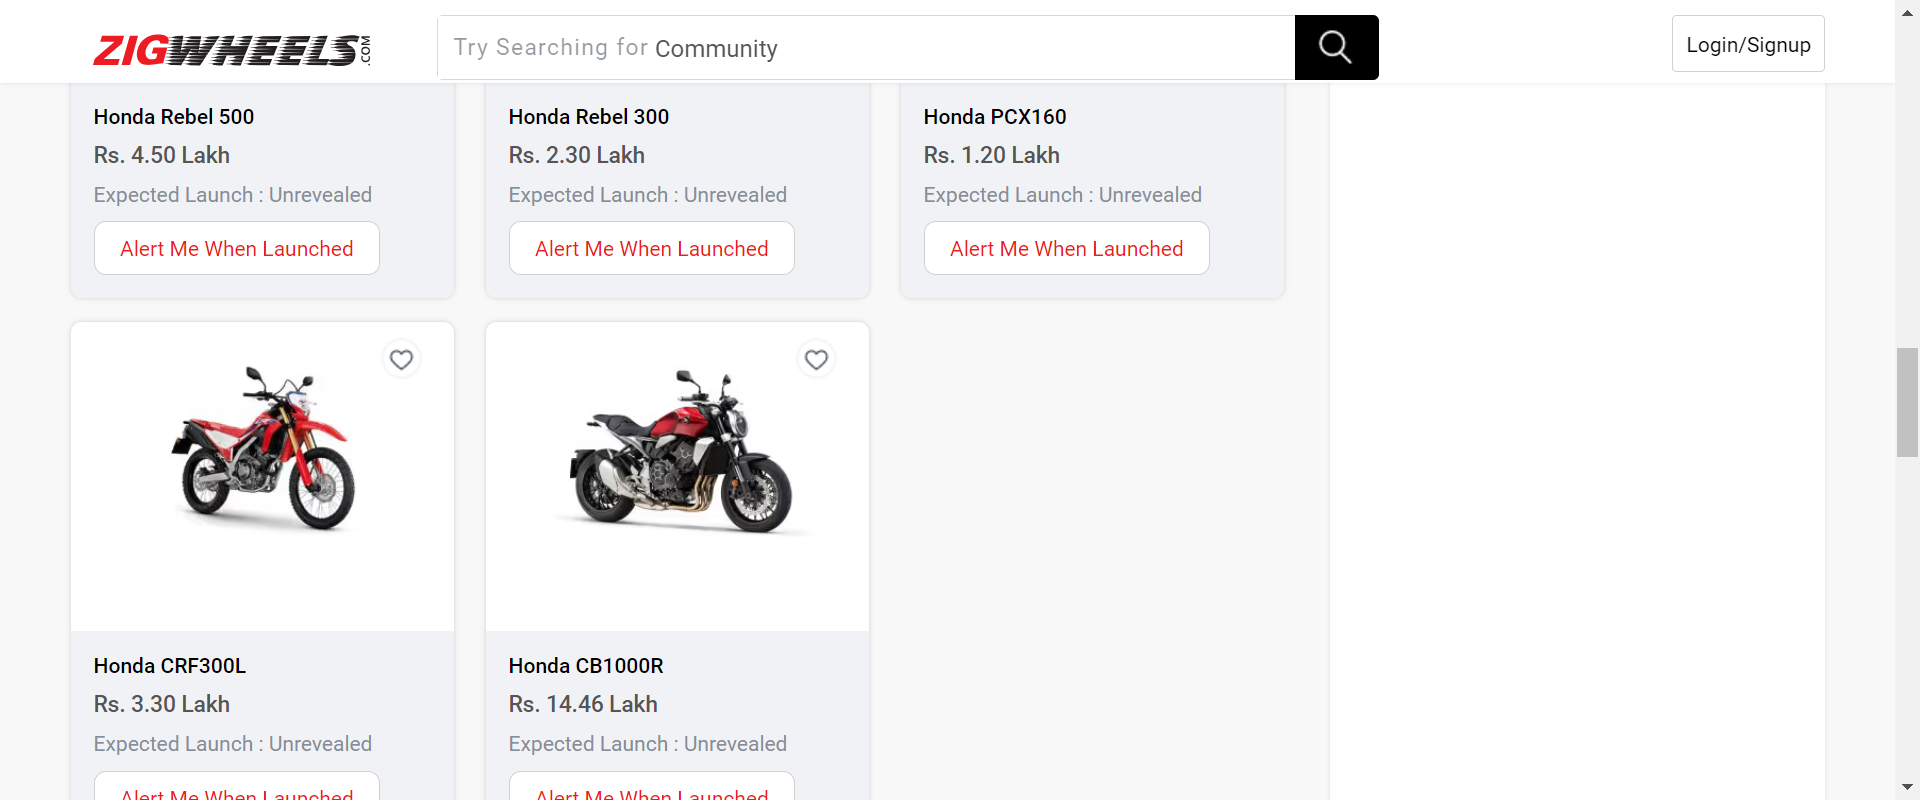 ZIGWHEELS.COM
Try Searching for Community
Login/Signup
Honda Rebel 500
Rs. 4.50 Lakh
Expected Launch : Unrevealed
Alert Me When Launched
Honda Rebel 300
Rs. 2.30 Lakh
Expected Launch : Unrevealed
Alert Me When Launched
Honda PCX160
Rs. 1.20 Lakh
Expected Launch : Unrevealed
Alert Me When Launched
Honda CRF300L
Rs. 3.30 Lakh
Expected Launch : Unrevealed
Alert Me When Launched
Honda CB1000R
Rs. 14.46 Lakh
Expected Launch : Unrevealed
Alert Me When Launched